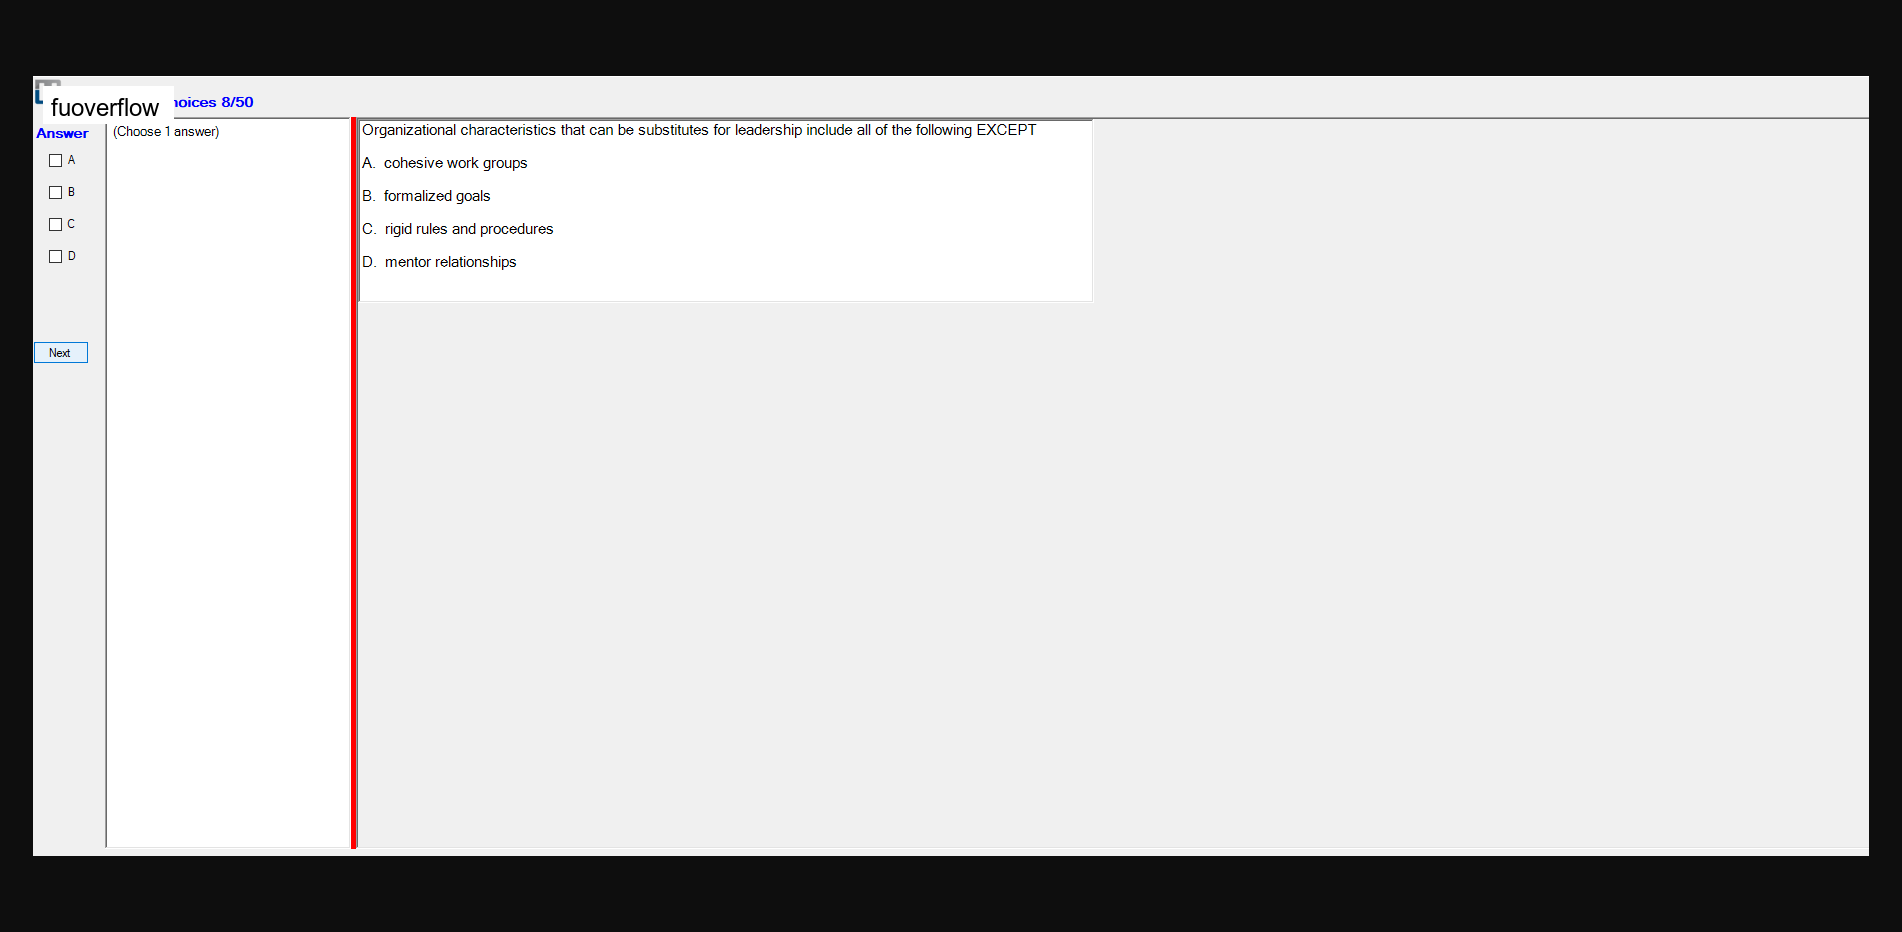 fuoverflow
hoices 8/50
Answer
(Choose 1 answer)
A
B
C
D
Next
Organizational characteristics that can be substitutes for leadership include all of the following EXCEPT
A. cohesive work groups
B. formalized goals
C. rigid rules and procedures
D. mentor relationships